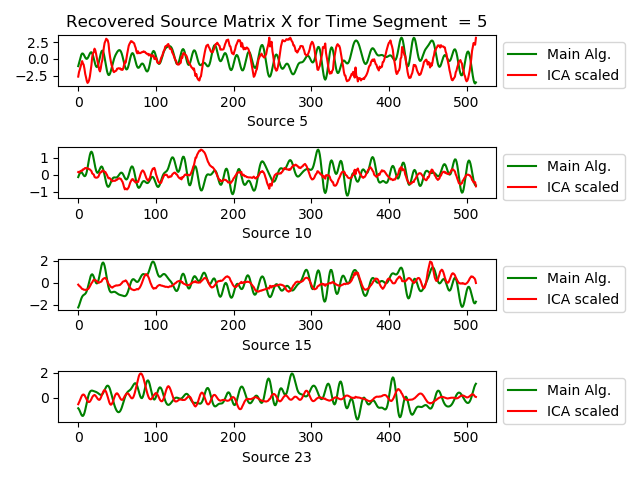 Recovered Source Matrix X for Time Segment  = 5
2.5
0.0
−2.5
0 100 200 300 400 500
Source 5
Main Alg.
ICA scaled
1
0
−1
0 100 200 300 400 500
Source 10
Main Alg.
ICA scaled
2
0
−2
0 100 200 300 400 500
Source 15
Main Alg.
ICA scaled
2
0
0 100 200 300 400 500
Source 23
Main Alg.
ICA scaled